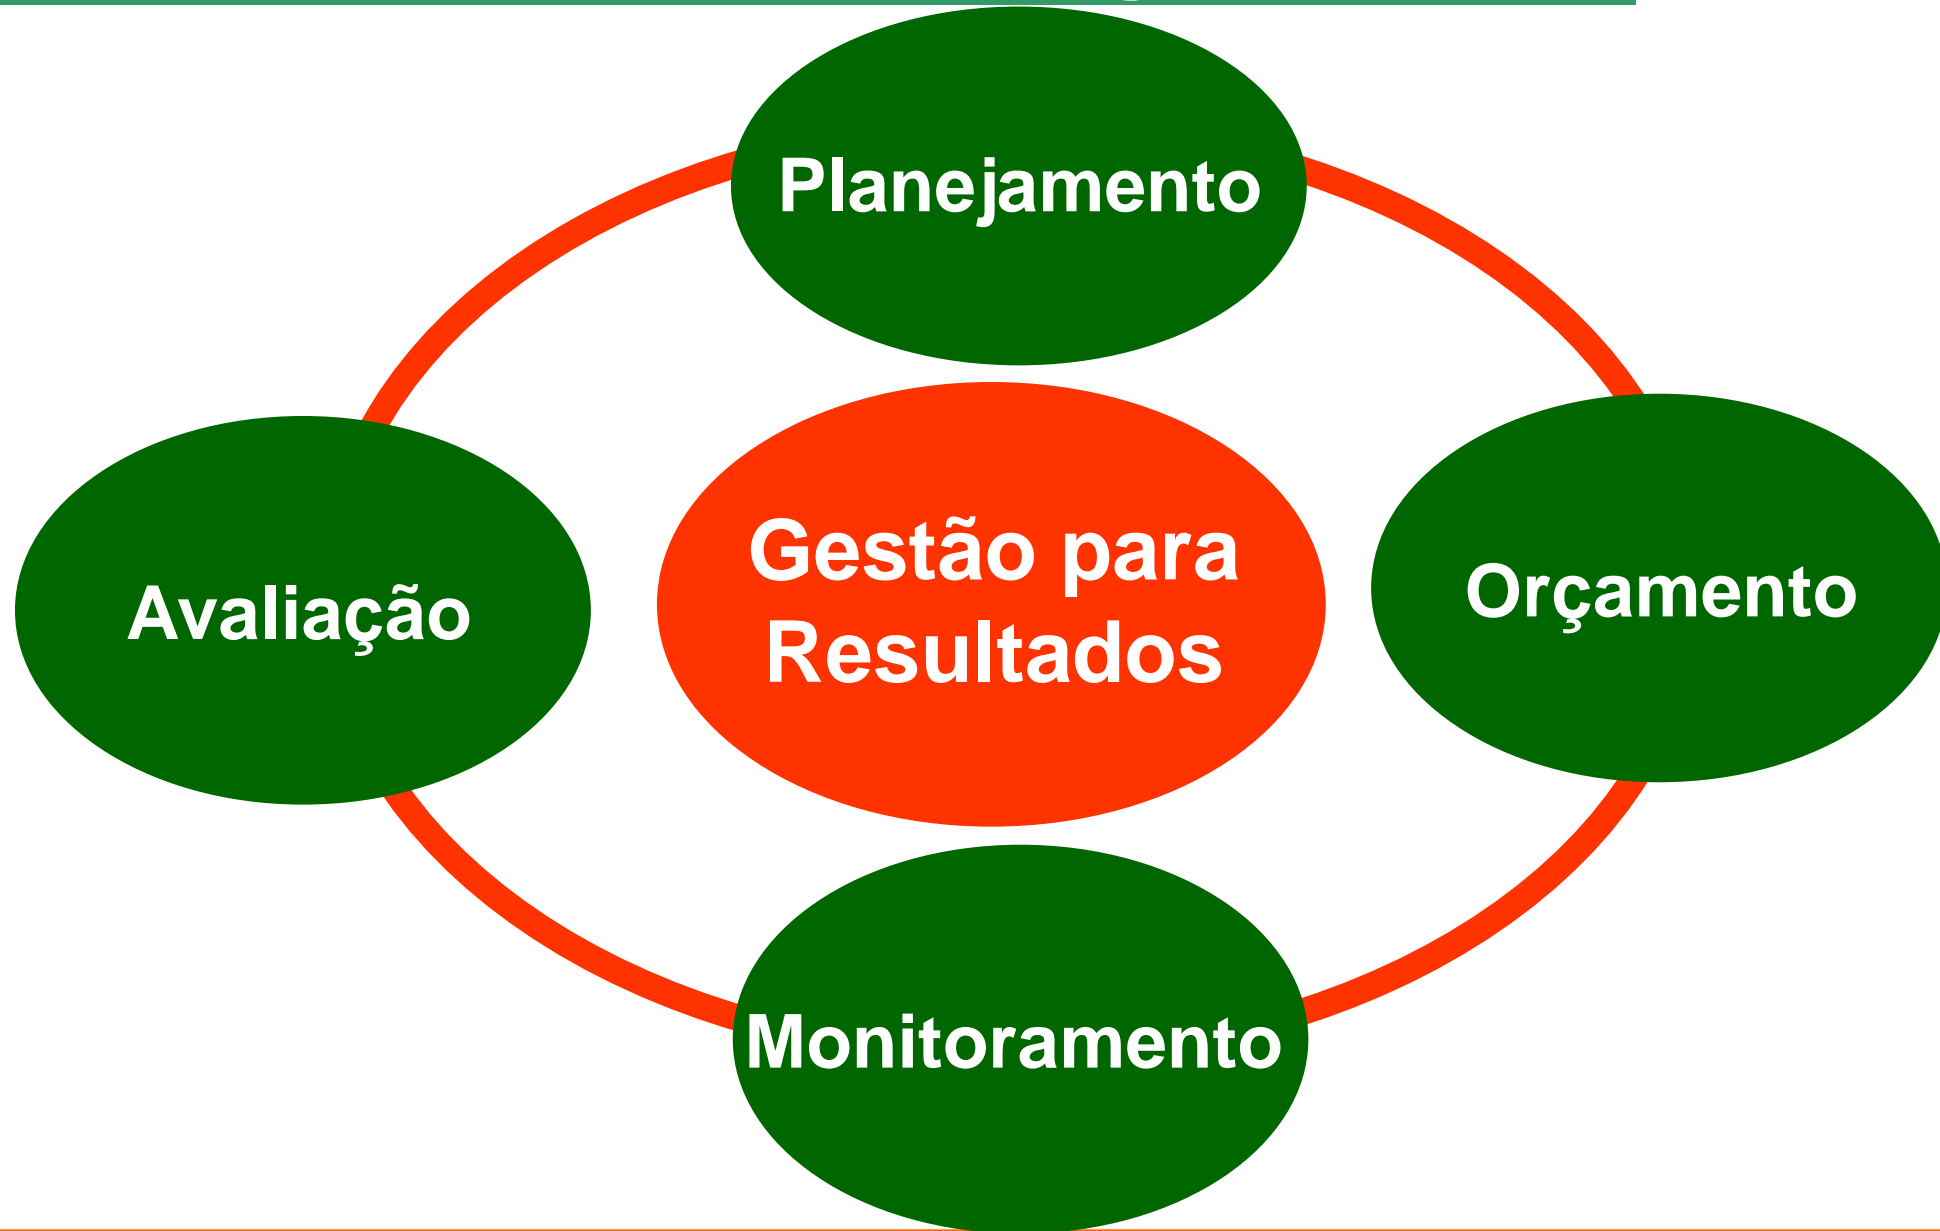 Planejamento
Gestão para
Resultados
Avaliação
Orçamento
Monitoramento